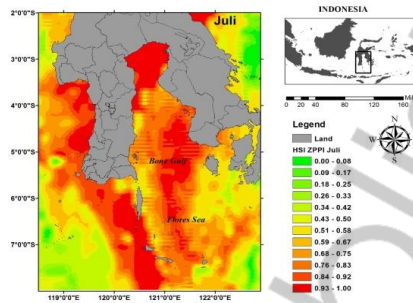 Juli
2°0'0"S
3°0'0"S
4°0'0"S
5°0'0"S
6°0'0"S
7°0'0"S
119°0'0"E
120°0'0"E
121°0'0"E
122°0'0"E
Bone Gulf
Flores Sea
INDONESIA
0 20 40 80 120 160
Mi
N
W
S
Legend
Land
HSI ZPPI Juli
0.00 - 0.08
0.09 - 0.17
0.18 - 0.25
0.26 - 0.33
0.34 - 0.42
0.43 - 0.50
0.51 - 0.58
0.59 - 0.67
0.68 - 0.75
0.76 - 0.83
0.84 - 0.92
0.93 - 1.00